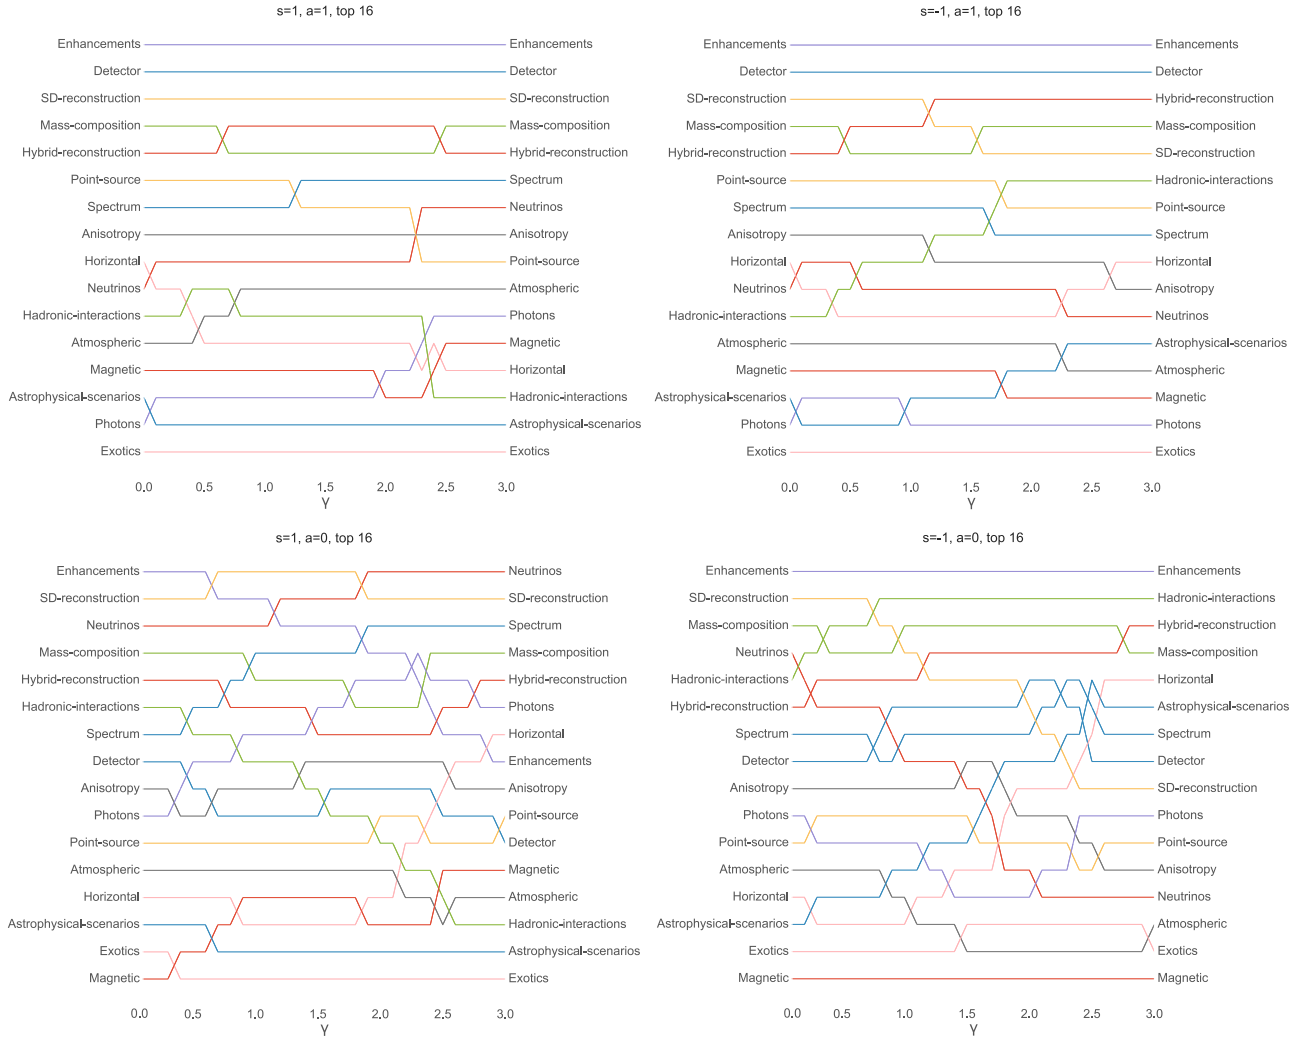 s=1, a=1, top 16
Enhancements Enhancements
Detector Detector
SD-reconstruction SD-reconstruction
Mass-composition Mass-composition
Hybrid-reconstruction Hybrid-reconstruction
Point-source Spectrum
Spectrum Neutrinos
Anisotropy Anisotropy
Horizontal Point-source
Neutrinos Atmospheric
Hadronic-interactions Photons
Atmospheric Magnetic
Magnetic Horizontal
Astrophysical-scenarios Hadronic-interactions
Photons Astrophysical-scenarios
Exotics Exotics
0.0 0.5 1.0 1.5 2.0 2.5 3.0
γ
s=-1, a=1, top 16
Enhancements Enhancements
Detector Detector
SD-reconstruction Hybrid-reconstruction
Mass-composition Mass-composition
Hybrid-reconstruction SD-reconstruction
Point-source Hadronic-interactions
Spectrum Point-source
Anisotropy Spectrum
Horizontal Horizontal
Neutrinos Anisotropy
Hadronic-interactions Neutrinos
Atmospheric Astrophysical-scenarios
Magnetic Atmospheric
Astrophysical-scenarios Magnetic
Photons Photons
Exotics Exotics
0.0 0.5 1.0 1.5 2.0 2.5 3.0
γ
s=1, a=0, top 16
Enhancements Neutrinos
SD-reconstruction SD-reconstruction
Neutrinos Spectrum
Mass-composition Mass-composition
Hybrid-reconstruction Hybrid-reconstruction
Hadronic-interactions Photons
Spectrum Horizontal
Detector Enhancements
Anisotropy Anisotropy
Photons Point-source
Point-source Detector
Atmospheric Magnetic
Horizontal Atmospheric
Astrophysical-scenarios Hadronic-interactions
Exotics Astrophysical-scenarios
Magnetic Exotics
0.0 0.5 1.0 1.5 2.0 2.5 3.0
γ
s=-1, a=0, top 16
Enhancements Enhancements
SD-reconstruction Hadronic-interactions
Mass-composition Hybrid-reconstruction
Neutrinos Mass-composition
Hadronic-interactions Horizontal
Hybrid-reconstruction Astrophysical-scenarios
Spectrum Spectrum
Detector Detector
Anisotropy SD-reconstruction
Photons Photons
Point-source Point-source
Atmospheric Anisotropy
Horizontal Neutrinos
Astrophysical-scenarios Atmospheric
Exotics Exotics
Magnetic Magnetic
0.0 0.5 1.0 1.5 2.0 2.5 3.0
γ